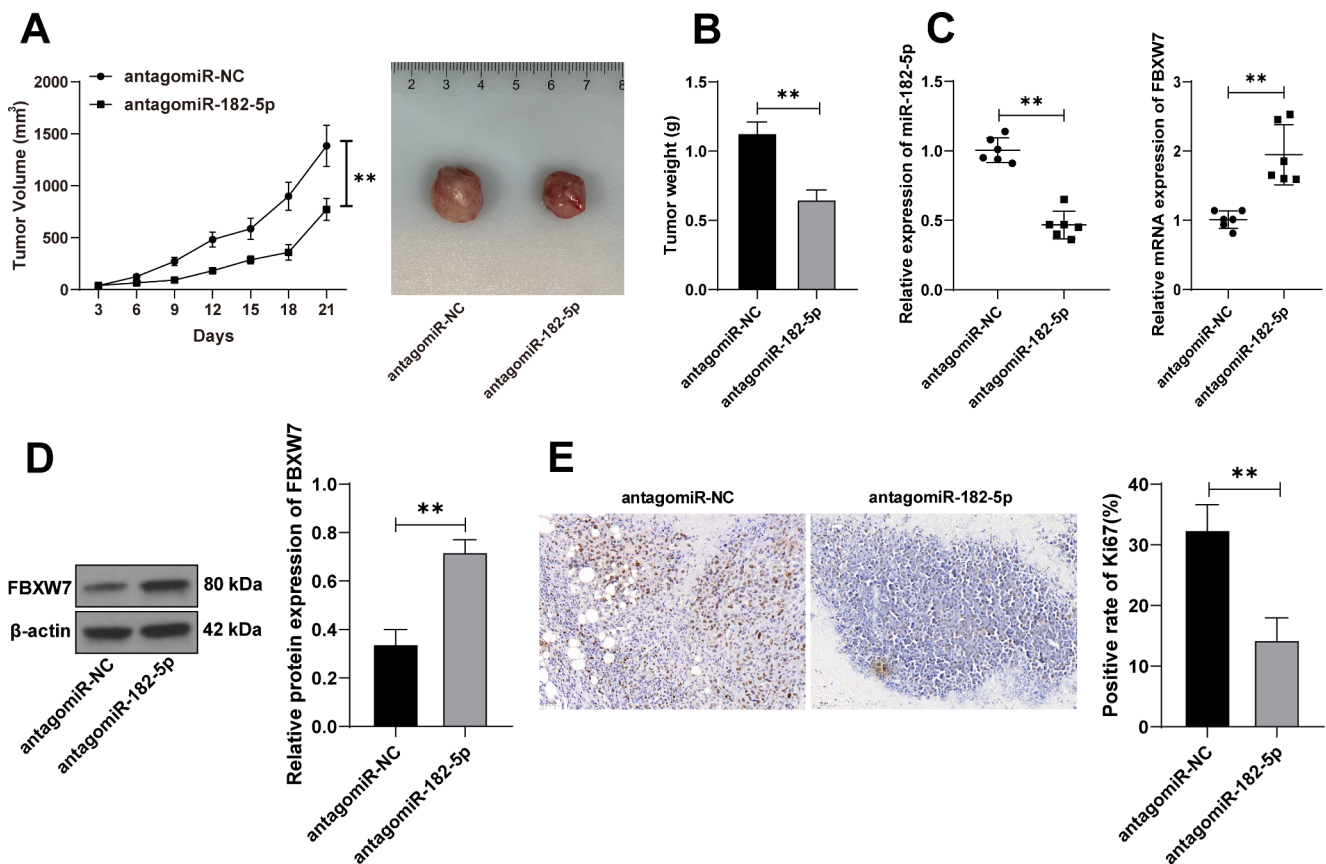 A
antagomiR-NC
antagomiR-182-5p
Tumor Volume (mm³)
2000
1500
1000
500
0
3 6 9 12 15 18 21
Days
**
2 3 4 5 6 7 8
antagomiR-NC
antagomiR-182-5p
B
Tumor weight (g)
1.5
1.0
0.5
0.0
**
antagomiR-NC
antagomiR-182-5p
C
Relative expression of miR-182-5p
1.5
1.0
0.5
0.0
**
antagomiR-NC
antagomiR-182-5p
Relative mRNA expression of FBXW7
3
2
1
0
**
antagomiR-NC
antagomiR-182-5p
D
FBXW7
80 kDa
β-actin
42 kDa
antagomiR-NC
antagomiR-182-5p
Relative protein expression of FBXW7
1.0
0.8
0.6
0.4
0.2
0.0
**
antagomiR-NC
antagomiR-182-5p
E
antagomiR-NC
antagomiR-182-5p
Positive rate of Ki67(%)
40
30
20
10
0
**
antagomiR-NC
antagomiR-182-5p